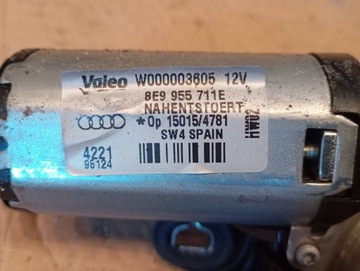 Valeo W000003605 12V
8E9 955 711E
NAHENTSTOERT
*Op 15015/4781
SW4 SPAIN
4221
96124